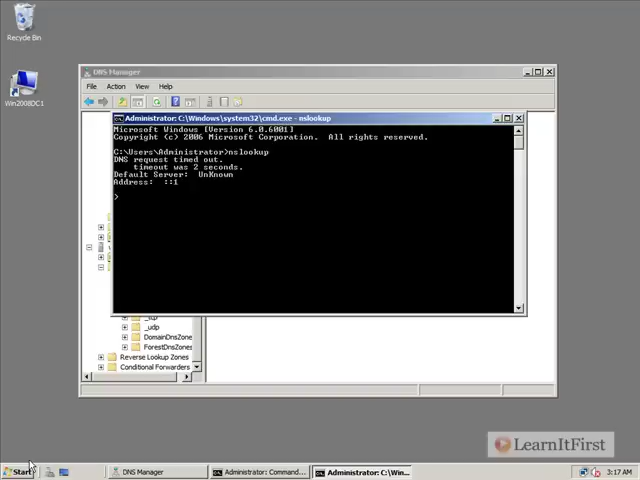 Recycle Bin
Win2008DC1
DNS Manager
File Action View Help
Administrator: C:\Windows\system32\cmd.exe - nslookup
Microsoft Windows [Version 6.0.6001]
Copyright (c) 2006 Microsoft Corporation. All rights reserved.
C:\Users\Administrator>nslookup
DNS request timed out.
timeout was 2 seconds.
Default Server: UnKnown
Address: ::1
>
_tcp
_udp
DomainDnsZone
ForestDnsZones
Reverse Lookup Zones
Conditional Forwarders
LearnItFirst
Start
DNS Manager
Administrator: Command...
Administrator: C:\Win...
3:17 AM